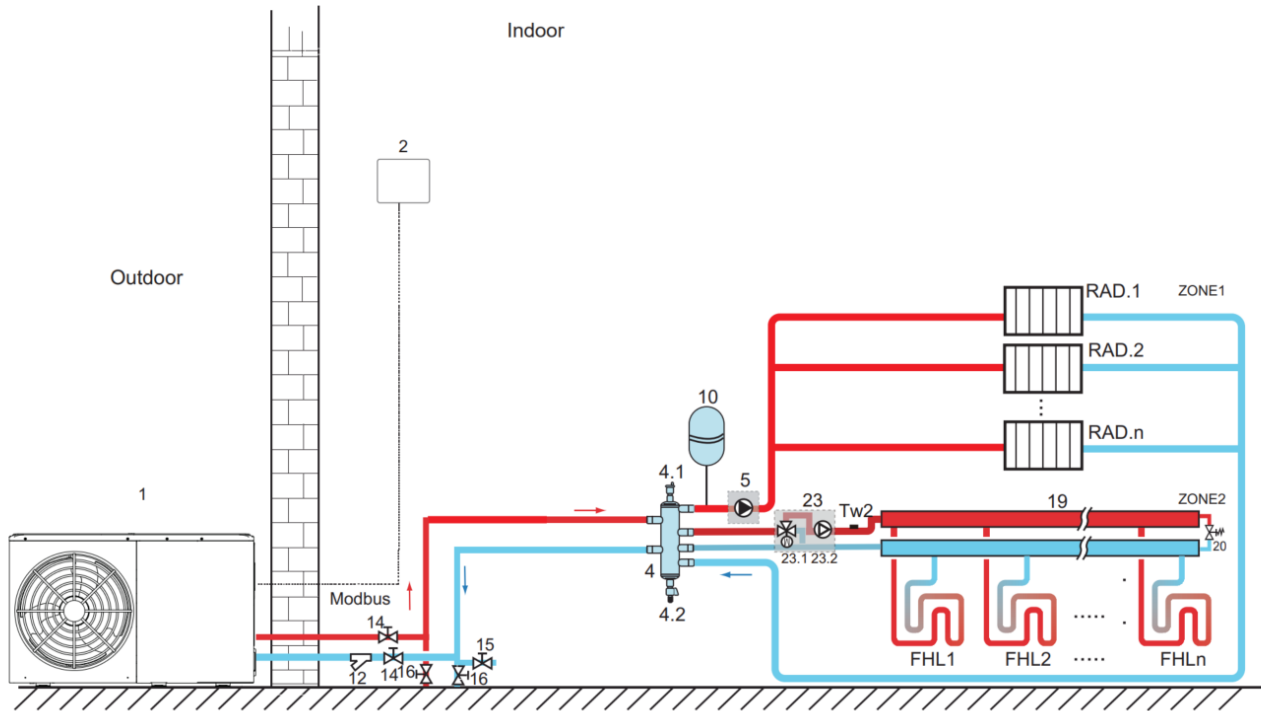 Indoor
2
Outdoor
RAD.1
ZONE1
RAD.2
RAD.n
10
4.1
5
1
23
Tw2
19
ZONE2
20
23.1
23.2
4
4.2
Modbus
14
15
12
14
16
16
FHL1
FHL2
FHLn